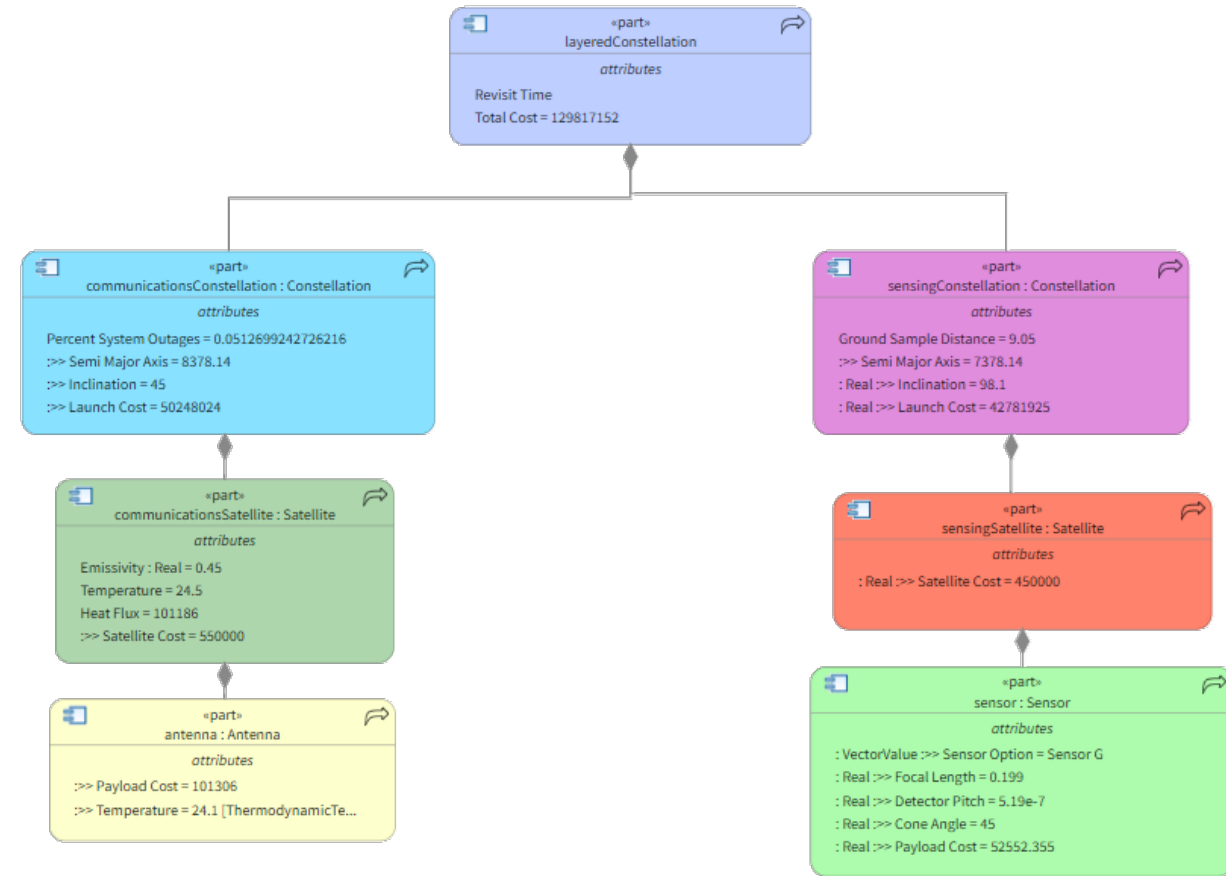 «part»
layeredConstellation
attributes
Revisit Time
Total Cost = 129817152
«part»
communicationsConstellation : Constellation
attributes
Percent System Outages = 0.0512699242726216
:>> Semi Major Axis = 8378.14
:>> Inclination = 45
:>> Launch Cost = 50248024
«part»
sensingConstellation : Constellation
attributes
Ground Sample Distance = 9.05
:>> Semi Major Axis = 7378.14
: Real :>> Inclination = 98.1
: Real :>> Launch Cost = 42781925
«part»
communicationsSatellite : Satellite
attributes
Emissivity : Real = 0.45
Temperature = 24.5
Heat Flux = 101186
:>> Satellite Cost = 550000
«part»
sensingSatellite : Satellite
attributes
: Real :>> Satellite Cost = 450000
«part»
antenna : Antenna
attributes
:>> Payload Cost = 101306
:>> Temperature = 24.1 [ThermodynamicTe...
«part»
sensor : Sensor
attributes
: VectorValue :>> Sensor Option = Sensor G
: Real :>> Focal Length = 0.199
: Real :>> Detector Pitch = 5.19e-7
: Real :>> Cone Angle = 45
: Real :>> Payload Cost = 52552.355